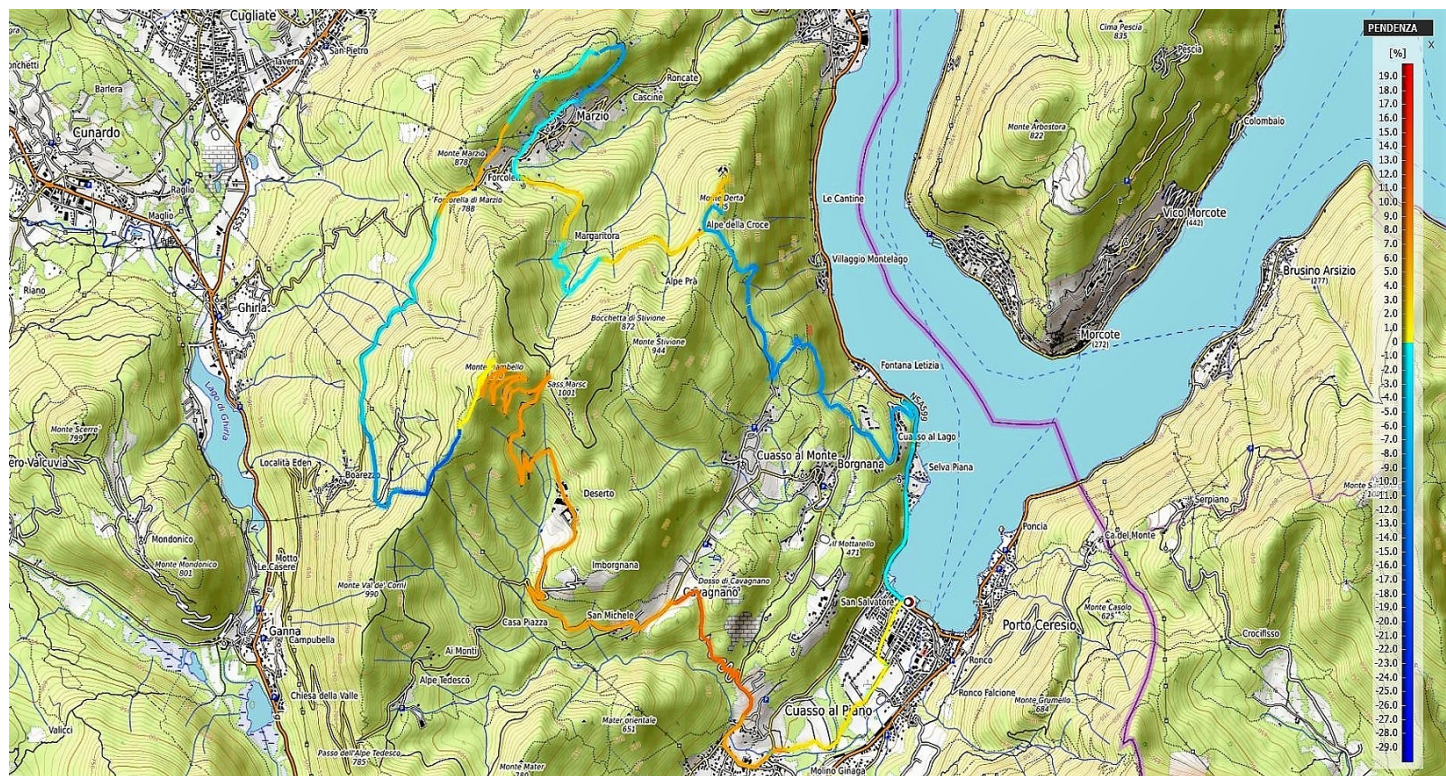 Cugliate
San Pietro
Taverna
Barlera
Cunardo
Raglio
Maglio
SS233
Riano
Ghirla
Lago di Ghirla
Monte Scerrè
799
Mondonico
Monte Mondonico
801
Località Eden
Boarezzo
Motto
Le Casere
Ganna
Campubella
Chiesa della Valle
Valicci
Passo dell'Alpe Tedesco
785
Monte Val de' Corni
990
Ai Monti
Alpe Tedesco
Roncate
Cascine
Marzio
Monte Marzio
878
Forcorella di Marzio
788
Margaritora
Alpe della Croce
Alpe Prà
Bocchetta di Stivione
872
Monte Stivione
944
Sass Marsc
1001
Deserto
Imborgnana
Casa Piazza
San Michele
Dosso di Cavagnano
Cavagnano
Mater orientale
651
Monte Mater
780
Cuasso al Monte
Borgnana
Cuasso al Piano
Molino Ginaga
San Salvatore
Selva Piana
Cuasso al Lago
Fontana Letizia
Villaggio Montelago
Le Cantine
Cima Pescia
835
Pescia
Monte Arbostora
822
Colombaio
Vico Morcote
(442)
Morcote
(272)
Brusino Arsizio
(277)
Serpiano
Poncia
Ca del Monte
Porto Ceresio
Monte Casolo
625
Crocifisso
Ronco
Ronco Falcione
Monte Grumello
684
PENDENZA
X
[%]
19.0
18.0
17.0
16.0
15.0
14.0
13.0
12.0
11.0
10.0
9.0
8.0
7.0
6.0
5.0
4.0
3.0
2.0
1.0
0
-1.0
-2.0
-3.0
-4.0
-5.0
-6.0
-7.0
-8.0
-9.0
-10.0
-11.0
-12.0
-13.0
-14.0
-15.0
-16.0
-17.0
-18.0
-19.0
-20.0
-21.0
-22.0
-23.0
-24.0
-25.0
-26.0
-27.0
-28.0
-29.0